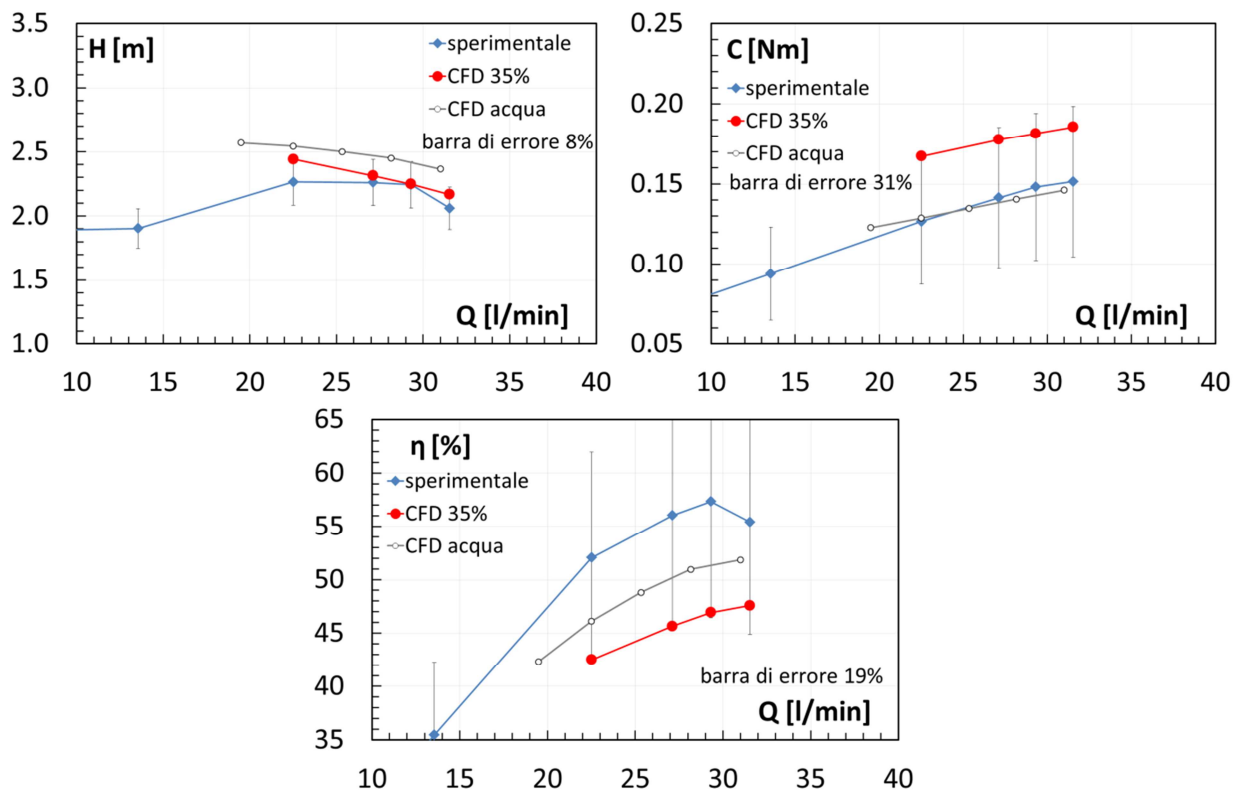 3.5
3.0
2.5
2.0
1.5
1.0
H [m]
sperimentale
CFD 35%
CFD acqua
barra di errore 8%
Q [l/min]
10 15 20 25 30 35 40
0.25
0.20
0.15
0.10
0.05
C [Nm]
sperimentale
CFD 35%
CFD acqua
barra di errore 31%
Q [l/min]
10 15 20 25 30 35 40
65
60
55
50
45
40
35
η [%]
sperimentale
CFD 35%
CFD acqua
barra di errore 19%
Q [l/min]
10 15 20 25 30 35 40